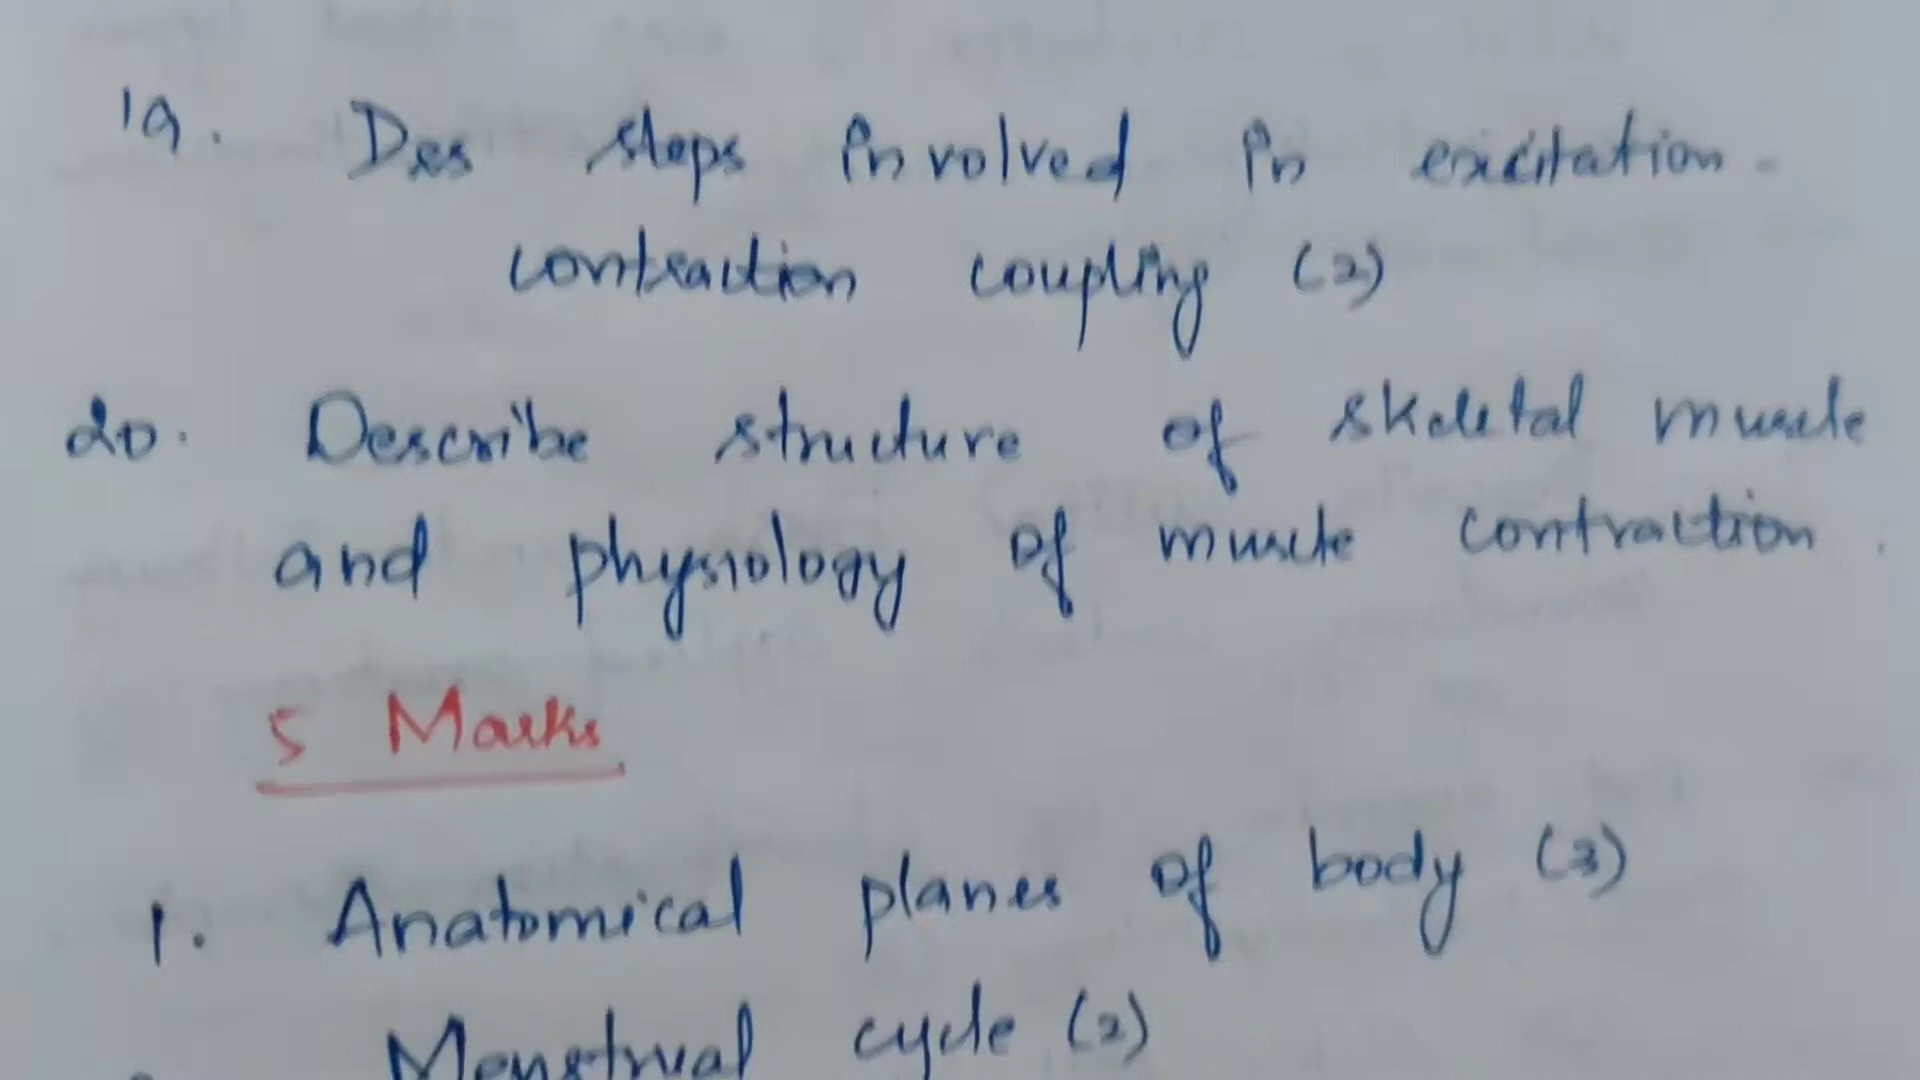 19. Des steps involved in excitation-
contraction coupling (2)
20. Describe structure of skeletal muscle
and physiology of muscle contraction.
5 Marks
1. Anatomical planes of body (3)
Menstrual cycle (2)